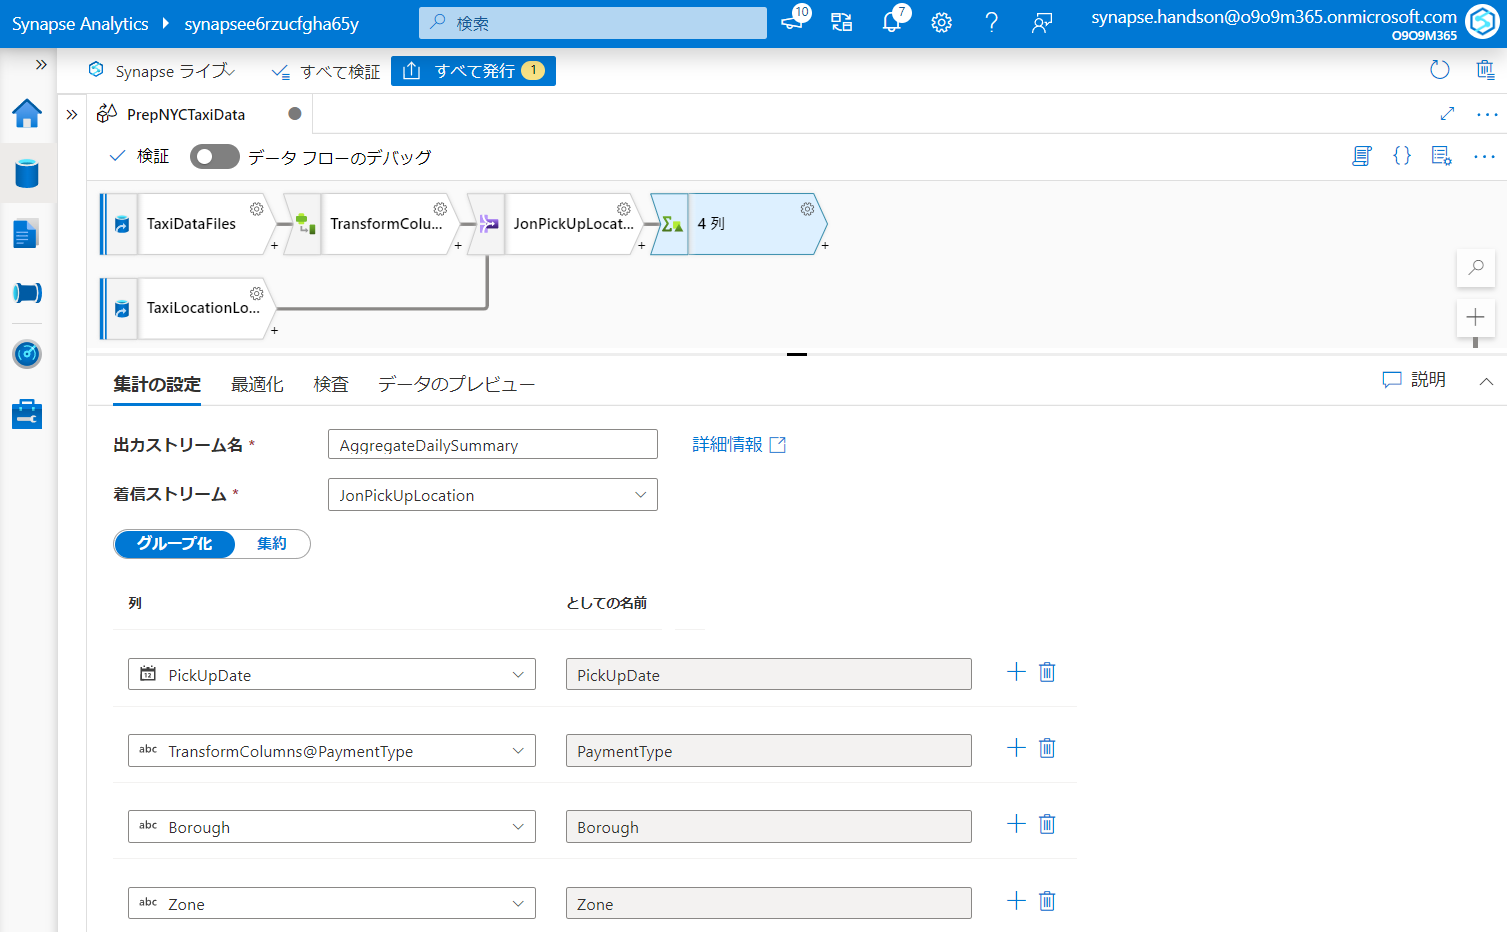 Synapse Analytics ▸ synapsee6rzucfgha65y
検索
10
7
synapse.handson@o9o9m365.onmicrosoft.com
O9O9M365
Synapse ライブ
すべて検証
すべて発行 1
PrepNYCTaxiData
検証
データ フローのデバッグ
TaxiDataFiles
+
TransformColu...
+
JonPickUpLocat...
+
4 列
+
TaxiLocationLo...
+
集計の設定
最適化
検査
データのプレビュー
説明
出力ストリーム名 *
AggregateDailySummary
詳細情報
着信ストリーム *
JonPickUpLocation
グループ化
集約
列
としての名前
12 PickUpDate
PickUpDate
abc TransformColumns@PaymentType
PaymentType
abc Borough
Borough
abc Zone
Zone